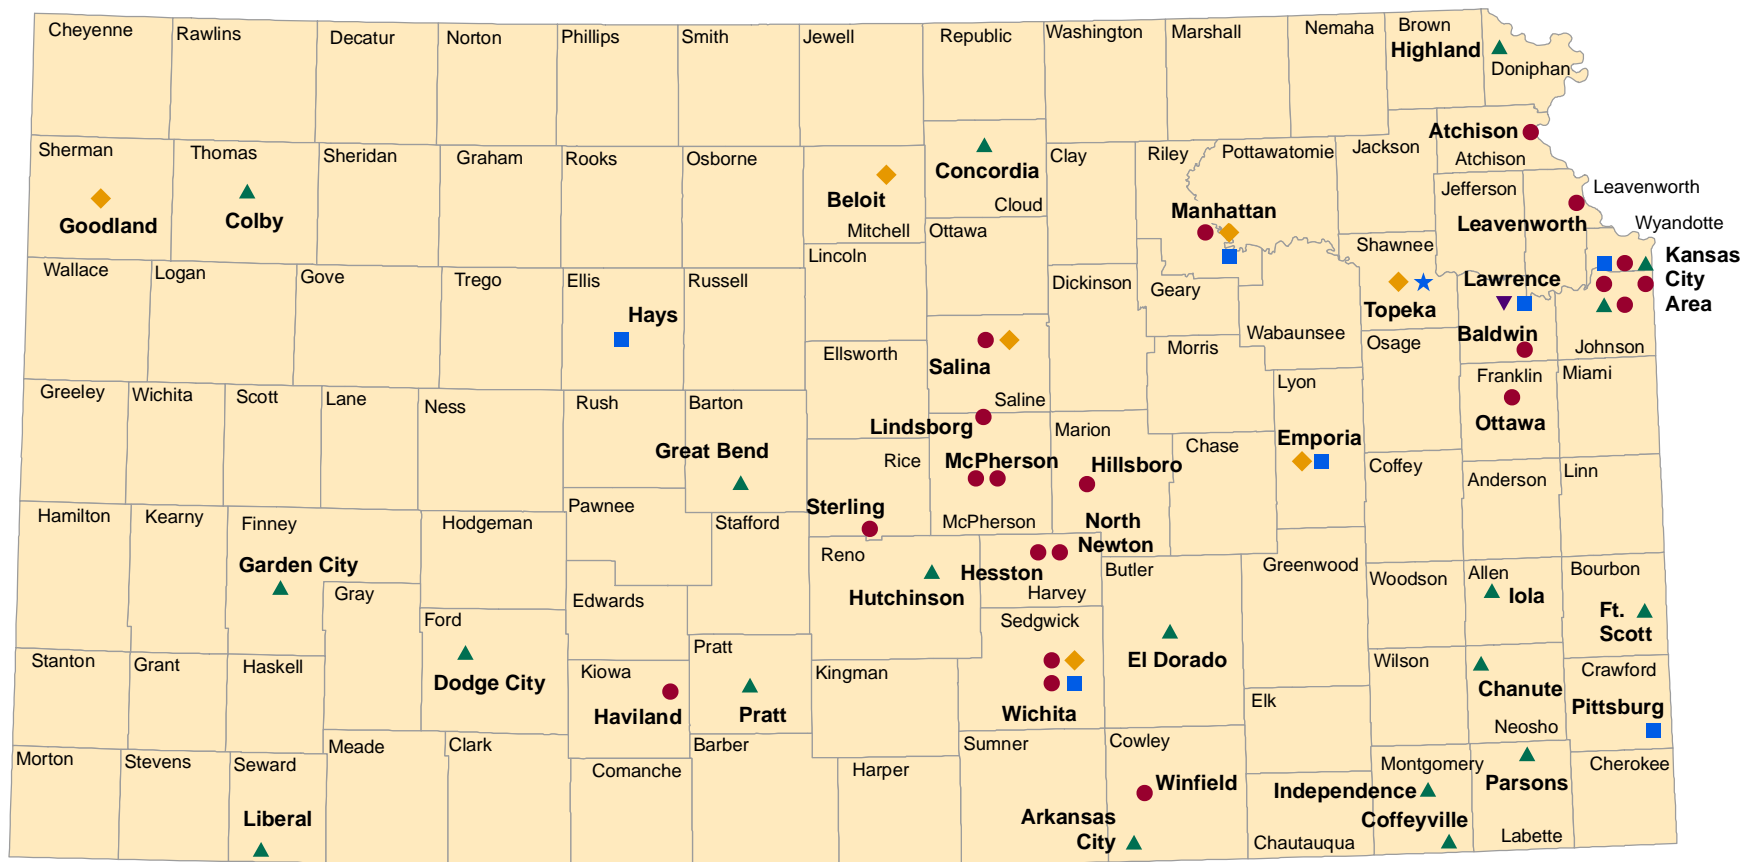 Cheyenne
Rawlins
Decatur
Norton
Phillips
Smith
Jewell
Republic
Washington
Marshall
Nemaha
Brown
Highland
Doniphan
Sherman
Goodland
Thomas
Colby
Sheridan
Graham
Rooks
Osborne
Beloit
Mitchell
Concordia
Cloud
Clay
Riley
Pottawatomie
Manhattan
Jackson
Atchison
Atchison
Jefferson
Leavenworth
Leavenworth
Wyandotte
Kansas
City
Area
Wallace
Logan
Gove
Trego
Ellis
Hays
Russell
Lincoln
Ottawa
Dickinson
Geary
Wabaunsee
Shawnee
Topeka
Lawrence
Baldwin
Johnson
Ellsworth
Salina
Saline
Morris
Osage
Franklin
Ottawa
Miami
Greeley
Wichita
Scott
Lane
Ness
Rush
Barton
Great Bend
Rice
Sterling
Lindsborg
McPherson
McPherson
Marion
Hillsboro
Chase
Lyon
Emporia
Coffey
Anderson
Linn
Hamilton
Kearny
Finney
Garden City
Hodgeman
Pawnee
Stafford
Reno
Hutchinson
North
Newton
Hesston
Harvey
Butler
El Dorado
Greenwood
Woodson
Allen
Iola
Bourbon
Ft.
Scott
Gray
Ford
Dodge City
Edwards
Pratt
Pratt
Kiowa
Haviland
Kingman
Sedgwick
Wichita
Stanton
Grant
Haskell
Elk
Wilson
Chanute
Neosho
Crawford
Pittsburg
Morton
Stevens
Seward
Liberal
Meade
Clark
Comanche
Barber
Harper
Sumner
Cowley
Winfield
Arkansas
City
Chautauqua
Montgomery
Independence
Coffeyville
Parsons
Labette
Cherokee